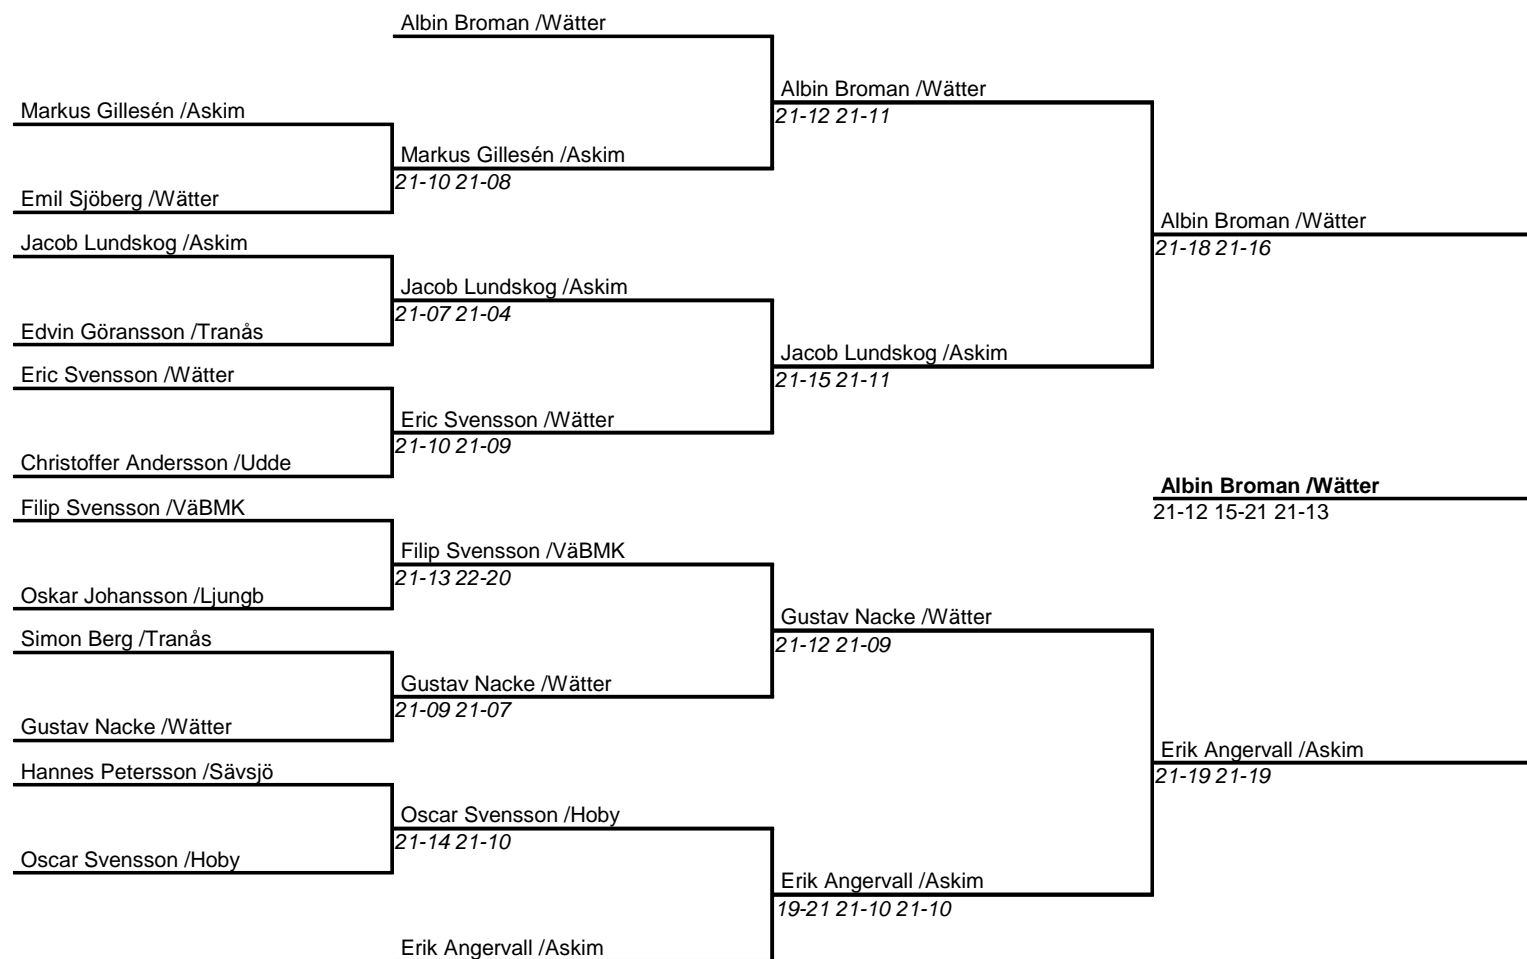 Albin Broman /Wätter
Albin Broman /Wätter
Markus Gillesén /Askim
21-12 21-11
Markus Gillesén /Askim
21-10 21-08
Emil Sjöberg /Wätter
Albin Broman /Wätter
Jacob Lundskog /Askim
21-18 21-16
Jacob Lundskog /Askim
21-07 21-04
Edvin Göransson /Tranås
Jacob Lundskog /Askim
Eric Svensson /Wätter
21-15 21-11
Eric Svensson /Wätter
21-10 21-09
Christoffer Andersson /Udde
Albin Broman /Wätter
Filip Svensson /VäBMK
21-12 15-21 21-13
Filip Svensson /VäBMK
21-13 22-20
Oskar Johansson /Ljungb
Gustav Nacke /Wätter
Simon Berg /Tranås
21-12 21-09
Gustav Nacke /Wätter
21-09 21-07
Gustav Nacke /Wätter
Erik Angervall /Askim
Hannes Petersson /Sävsjö
21-19 21-19
Oscar Svensson /Hoby
21-14 21-10
Oscar Svensson /Hoby
Erik Angervall /Askim
19-21 21-10 21-10
Erik Angervall /Askim